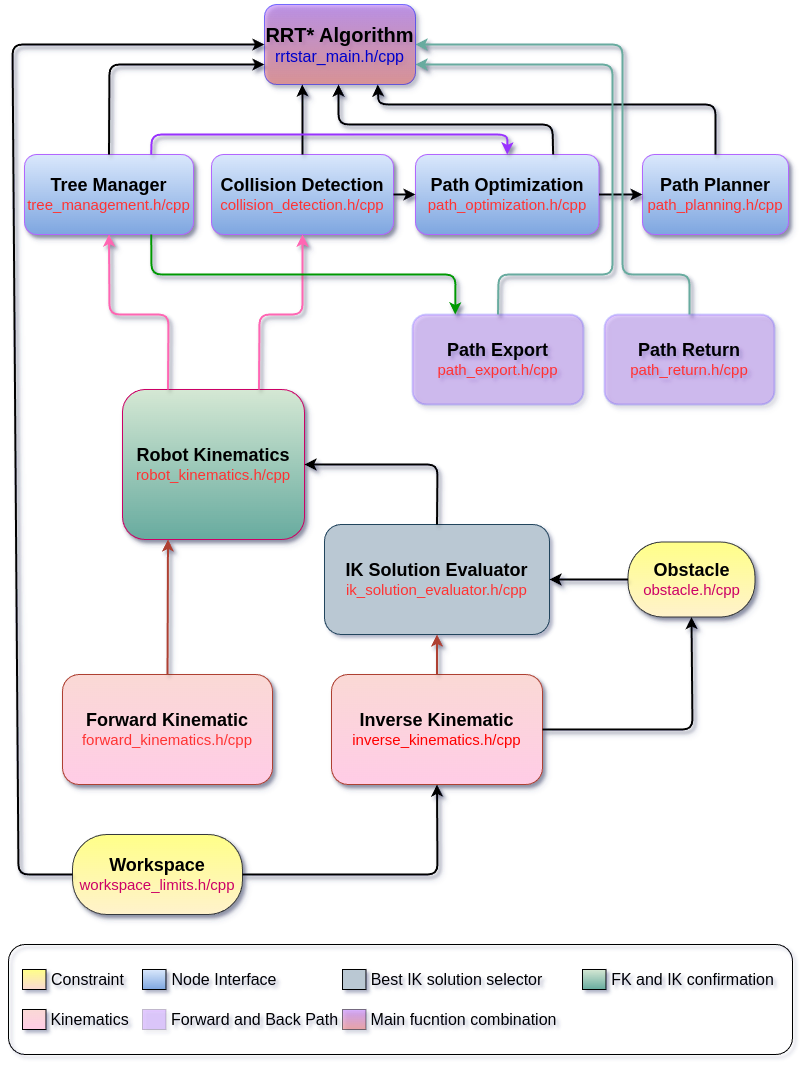 RRT* Algorithm
rrtstar_main.h/cpp
Tree Manager
tree_management.h/cpp
Collision Detection
collision_detection.h/cpp
Path Optimization
path_optimization.h/cpp
Path Planner
path_planning.h/cpp
Path Export
path_export.h/cpp
Path Return
path_return.h/cpp
Robot Kinematics
robot_kinematics.h/cpp
IK Solution Evaluator
ik_solution_evaluator.h/cpp
Obstacle
obstacle.h/cpp
Forward Kinematic
forward_kinematics.h/cpp
Inverse Kinematic
inverse_kinematics.h/cpp
Workspace
workspace_limits.h/cpp
Constraint
Node Interface
Best IK solution selector
FK and IK confirmation
Kinematics
Forward and Back Path
Main fucntion combination